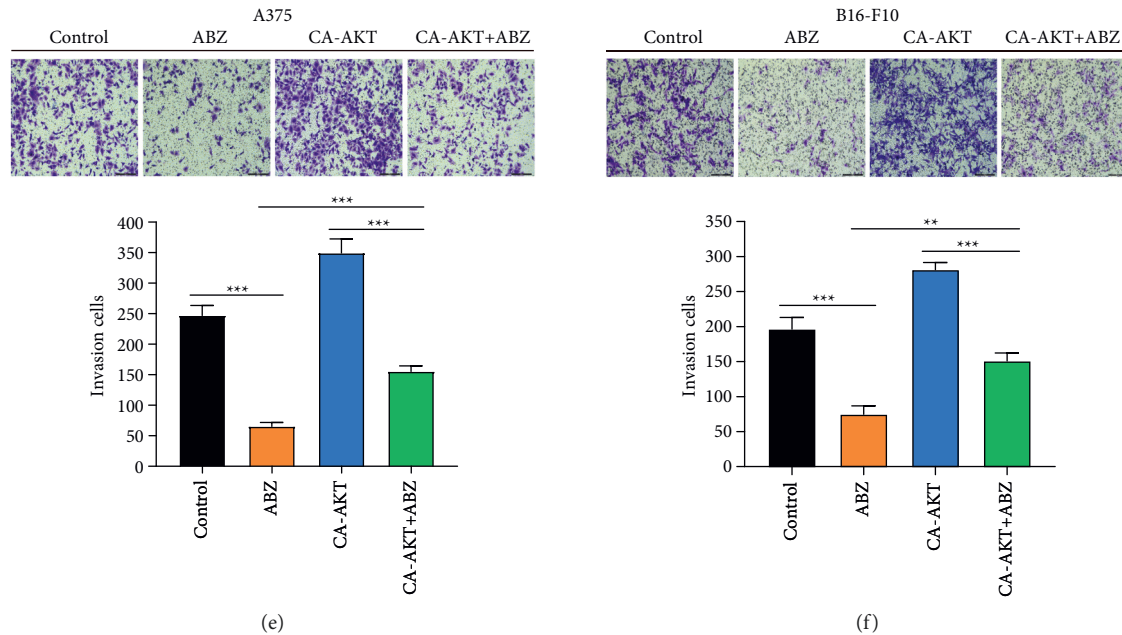 A375
Control ABZ CA-AKT CA-AKT+ABZ
***
***
***
400
350
300
250
200
150
100
50
0
Invasion cells
Control
ABZ
CA-AKT
CA-AKT+ABZ
(e)
B16-F10
Control ABZ CA-AKT CA-AKT+ABZ
**
***
***
350
300
250
200
150
100
50
0
Invasion cells
Control
ABZ
CA-AKT
CA-AKT+ABZ
(f)